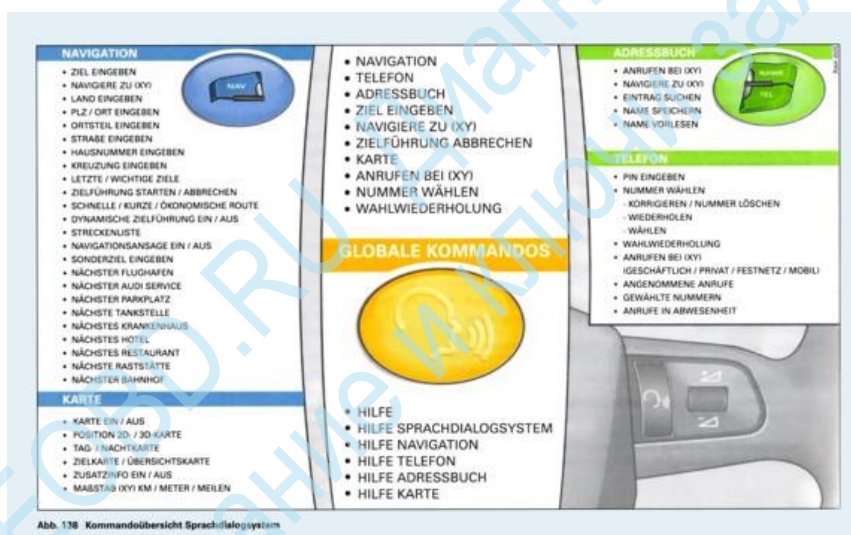 NAVIGATION
• ZIEL EINGEBEN
• NAVIGIERE ZU (XY)
• LAND EINGEBEN
• PLZ / ORT EINGEBEN
• ORTSTEIL EINGEBEN
• STRAßE EINGEBEN
• HAUSNUMMER EINGEBEN
• KREUZUNG EINGEBEN
• LETZTE / WICHTIGE ZIELE
• ZIELFÜHRUNG STARTEN / ABBRECHEN
• SCHNELLE / KURZE / ÖKONOMISCHE ROUTE
• DYNAMISCHE ZIELFÜHRUNG EIN / AUS
• STRECKENLISTE
• NAVIGATIONSANSAGE EIN / AUS
• SONDERZIEL EINGEBEN
• NÄCHSTER FLUGHAFEN
• NÄCHSTER AUDI SERVICE
• NÄCHSTER PARKPLATZ
• NÄCHSTE TANKSTELLE
• NÄCHSTES KRANKENHAUS
• NÄCHSTES HOTEL
• NÄCHSTES RESTAURANT
• NÄCHSTE RASTSTÄTTE
• NÄCHSTER BAHNHOF
NAV
KARTE
• KARTE EIN / AUS
• POSITION 2D- / 3D-KARTE
• TAG- / NACHTKARTE
• ZIELKARTE / ÜBERSICHTSKARTE
• ZUSATZINFO EIN / AUS
• MAßSTAB (XY) KM / METER / MEILEN
• NAVIGATION
• TELEFON
• ADRESSBUCH
• ZIEL EINGEBEN
• NAVIGIERE ZU (XY)
• ZIELFÜHRUNG ABBRECHEN
• KARTE
• ANRUFEN BEI (XY)
• NUMMER WÄHLEN
• WAHLWIEDERHOLUNG
GLOBALE KOMMANDOS
• HILFE
• HILFE SPRACHDIALOGSYSTEM
• HILFE NAVIGATION
• HILFE TELEFON
• HILFE ADRESSBUCH
• HILFE KARTE
ADRESSBUCH
• ANRUFEN BEI (XY)
• NAVIGIERE ZU (XY)
• EINTRAG SUCHEN
• NAME SPEICHERN
• NAME VORLESEN
NAME
TEL
TELEFON
• PIN EINGEBEN
• NUMMER WÄHLEN
- KORRIGIEREN / NUMMER LÖSCHEN
- WIEDERHOLEN
- WÄHLEN
• WAHLWIEDERHOLUNG
• ANRUFEN BEI (XY)
(GESCHÄFTLICH / PRIVAT / FESTNETZ / MOBIL)
• ANGENOMMENE ANRUFE
• GEWÄHLTE NUMMERN
• ANRUFE IN ABWESENHEIT
Abb. 138 Kommandoübersicht Sprachdialogsystem